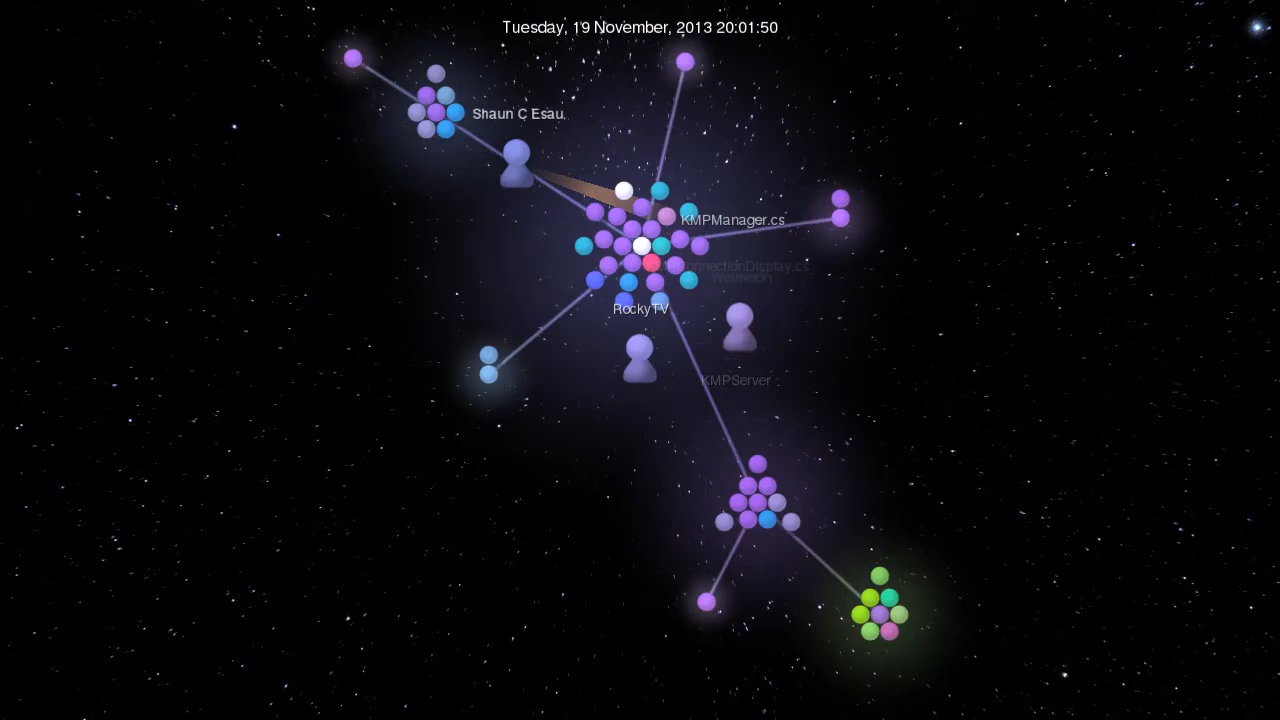 Tuesday, 19 November, 2013 20:01:50
Shaun C Esau
KMPManager.cs
RockyTV
KMPServer